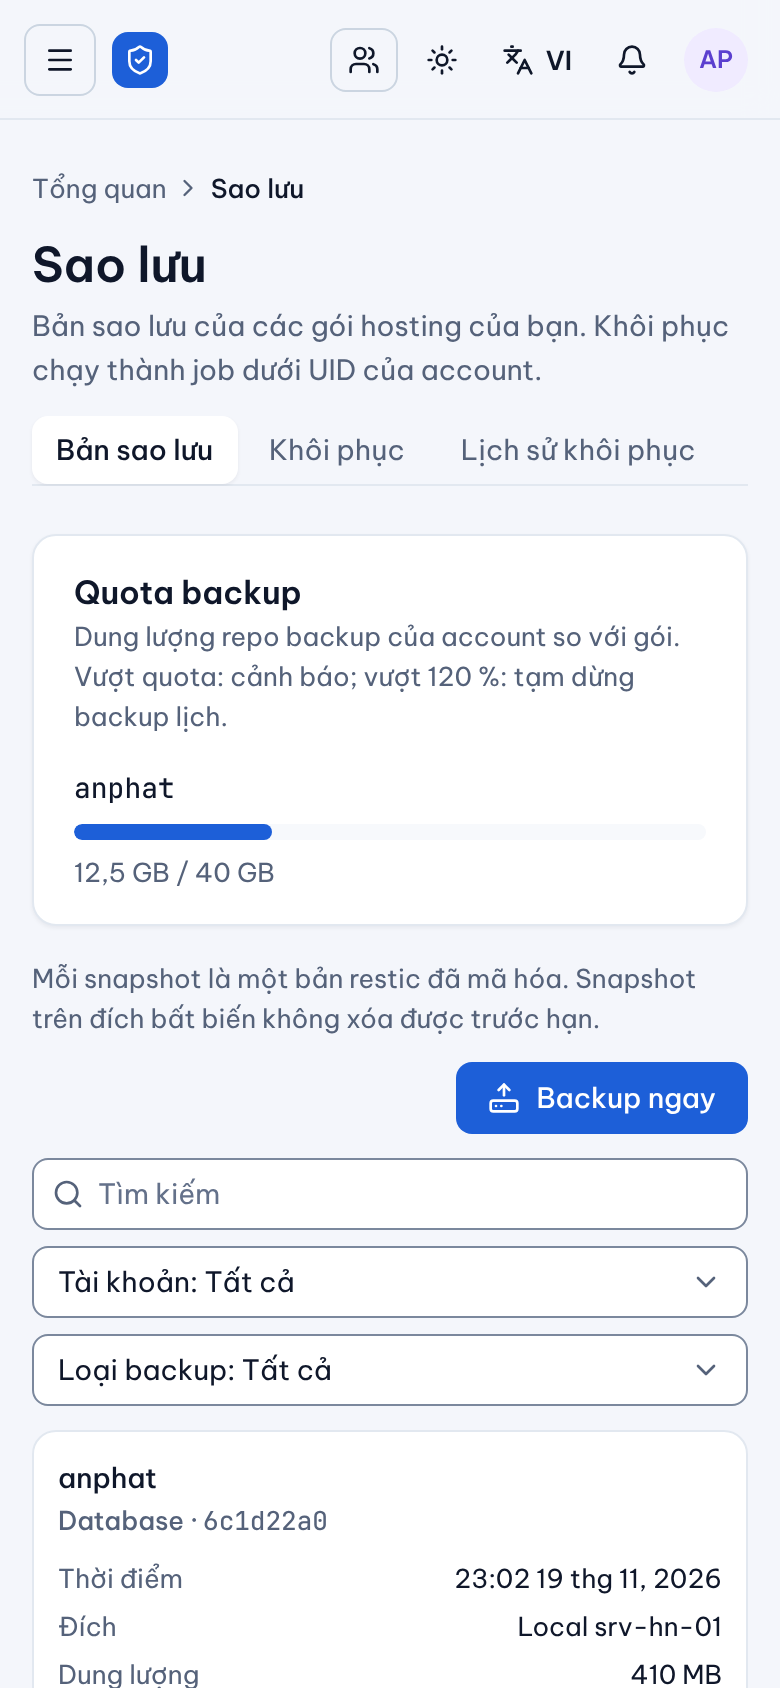 VI
AP
Tổng quan > Sao lưu
Sao lưu
Bản sao lưu của các gói hosting của bạn. Khôi phục
chạy thành job dưới UID của account.
Bản sao lưu
Khôi phục
Lịch sử khôi phục
Quota backup
Dung lượng repo backup của account so với gói.
Vượt quota: cảnh báo; vượt 120 %: tạm dừng
backup lịch.
anphat
12,5 GB / 40 GB
Mỗi snapshot là một bản restic đã mã hóa. Snapshot
trên đích bất biến không xóa được trước hạn.
Backup ngay
Tìm kiếm
Tài khoản: Tất cả
Loại backup: Tất cả
anphat
Database · 6c1d22a0
Thời điểm 23:02 19 thg 11, 2026
Đích Local srv-hn-01
Dung lượng 410 MB